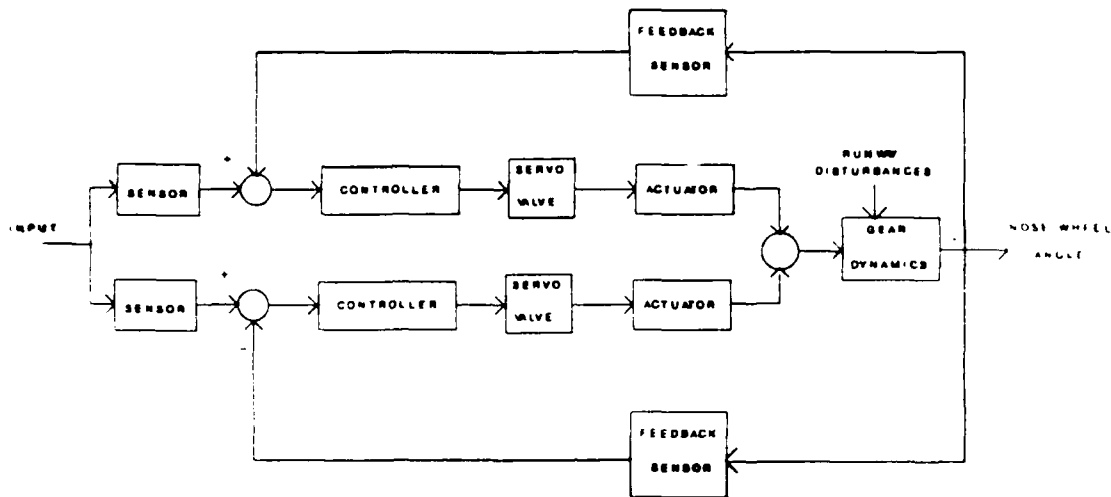 FEEDBACK
SENSOR
RUNWAY
DISTURBANCES
+
SENSOR
CONTROLLER
SERVO
VALVE
ACTUATOR
INPUT
GEAR
DYNAMICS
NOSE WHEEL
ANGLE
+
SENSOR
-
CONTROLLER
SERVO
VALVE
ACTUATOR
FEEDBACK
SENSOR